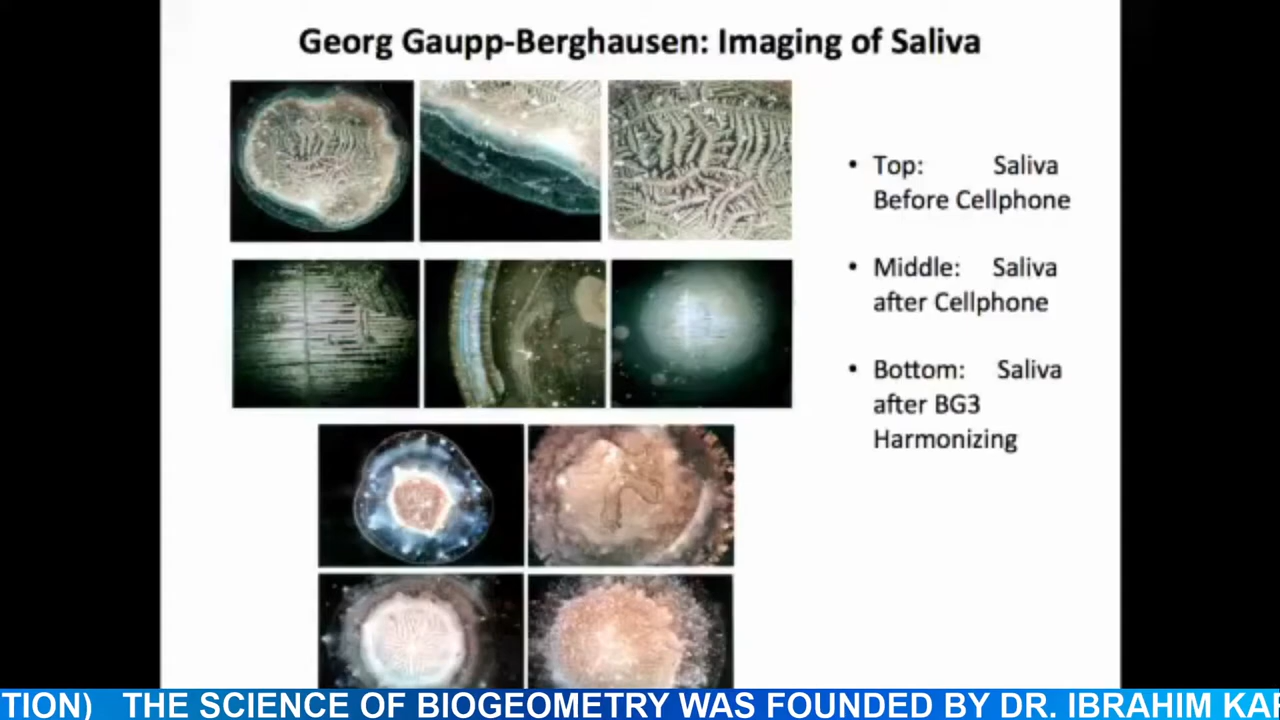 Georg Gaupp-Berghausen: Imaging of Saliva
• Top: Saliva
Before Cellphone
• Middle: Saliva
after Cellphone
• Bottom: Saliva
after BG3
Harmonizing
TION) THE SCIENCE OF BIOGEOMETRY WAS FOUNDED BY DR. IBRAHIM KAR